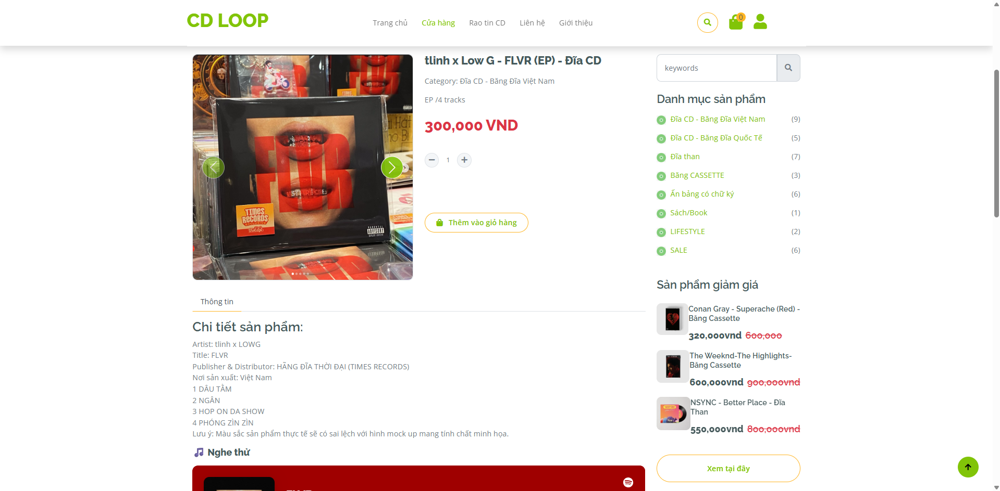 CD LOOP
Trang chủ
Cửa hàng
Rao tin CD
Liên hệ
Giới thiệu
0
TIMES
RECORDS
EXCLUSIVE
PARENTAL
ADVISORY
EXPLICIT CONTENT
tlinh x Low G - FLVR (EP) - Đĩa CD
Category: Đĩa CD - Băng Đĩa Việt Nam
EP /4 tracks
300,000 VND
1
Thêm vào giỏ hàng
keywords
Danh mục sản phẩm
Đĩa CD - Băng Đĩa Việt Nam (9)
Đĩa CD - Băng Đĩa Quốc Tế (5)
Đĩa than (7)
Băng CASSETTE (3)
Ấn bảng có chữ ký (6)
Sách/Book (1)
LIFESTYLE (2)
SALE (6)
Sản phẩm giảm giá
Conan Gray - Superache (Red) -
Băng Cassette
320,000vnd 600,000
The Weeknd-The Highlights-
Băng Cassette
600,000vnd 900,000vnd
NSYNC - Better Place - Đĩa
Than
550,000vnd 800,000vnd
Xem tại đây
Thông tin
Chi tiết sản phẩm:
Artist: tlinh x LOWG
Title: FLVR
Publisher & Distributor: HÃNG ĐĨA THỜI ĐẠI (TIMES RECORDS)
Nơi sản xuất: Việt Nam
1 DÂU TẰM
2 NGÂN
3 HOP ON DA SHOW
4 PHÓNG ZÌN ZÌN
Lưu ý: Màu sắc sản phẩm thực tế sẽ có sai lệch với hình mock up mang tính chất minh họa.
Nghe thử